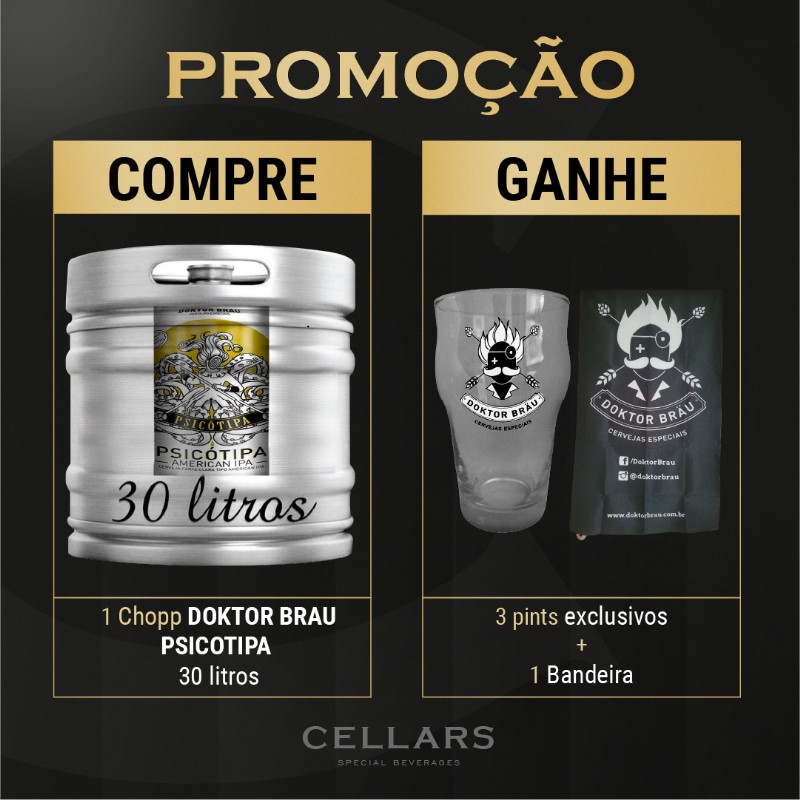 PROMOÇÃO
COMPRE
DOKTOR BRÄU
PSICÓTIPA
PSICÓTIPA
AMERICAN IPA
30 litros
1 Chopp DOKTOR BRAU
PSICOTIPA
30 litros
GANHE
DOKTOR BRÄU
CERVEJAS ESPECIAIS
DOKTOR BRÄU
CERVEJAS ESPECIAIS
/DoktorBrau
@doktorbrau
www.doktorbrau.com.br
3 pints exclusivos
+
1 Bandeira
CELLARS
SPECIAL BEVERAGES